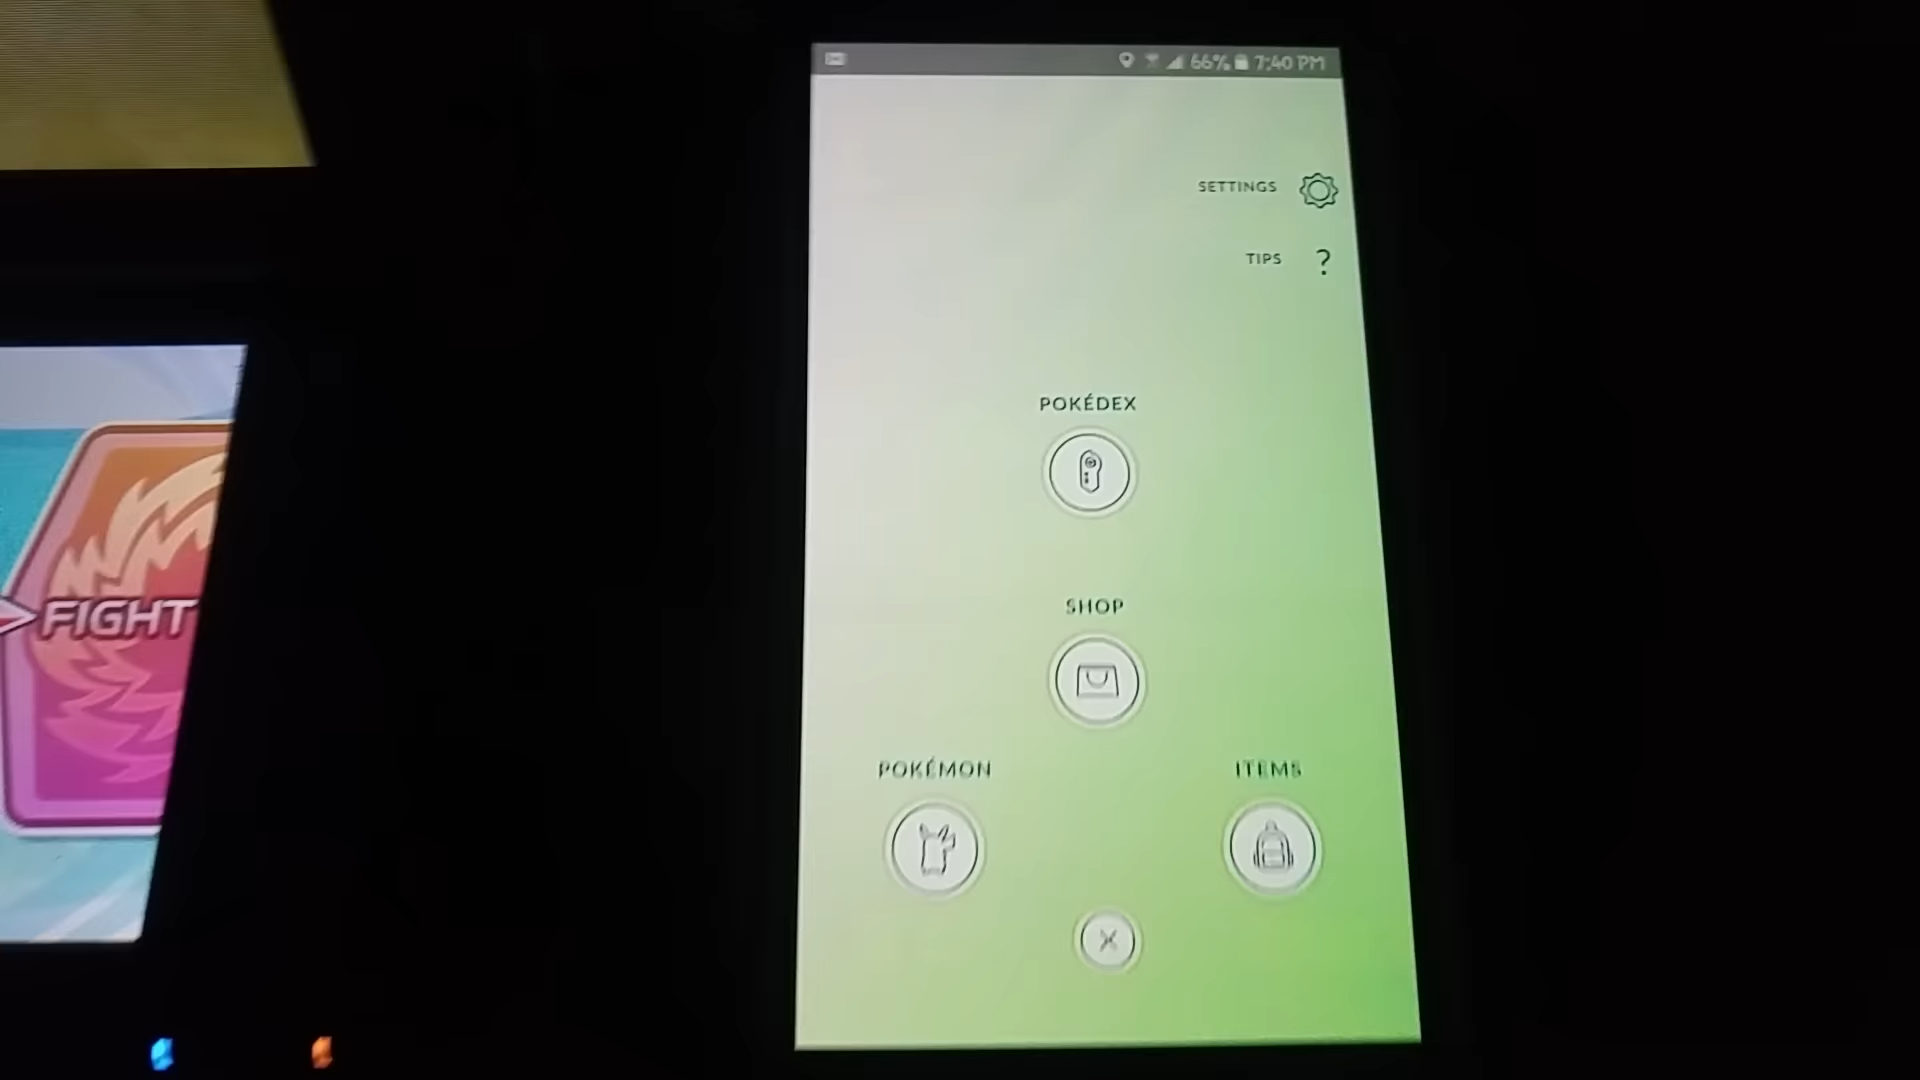 66% 7:40 PM
SETTINGS
TIPS ?
POKÉDEX
SHOP
FIGHT
POKÉMON
ITEMS